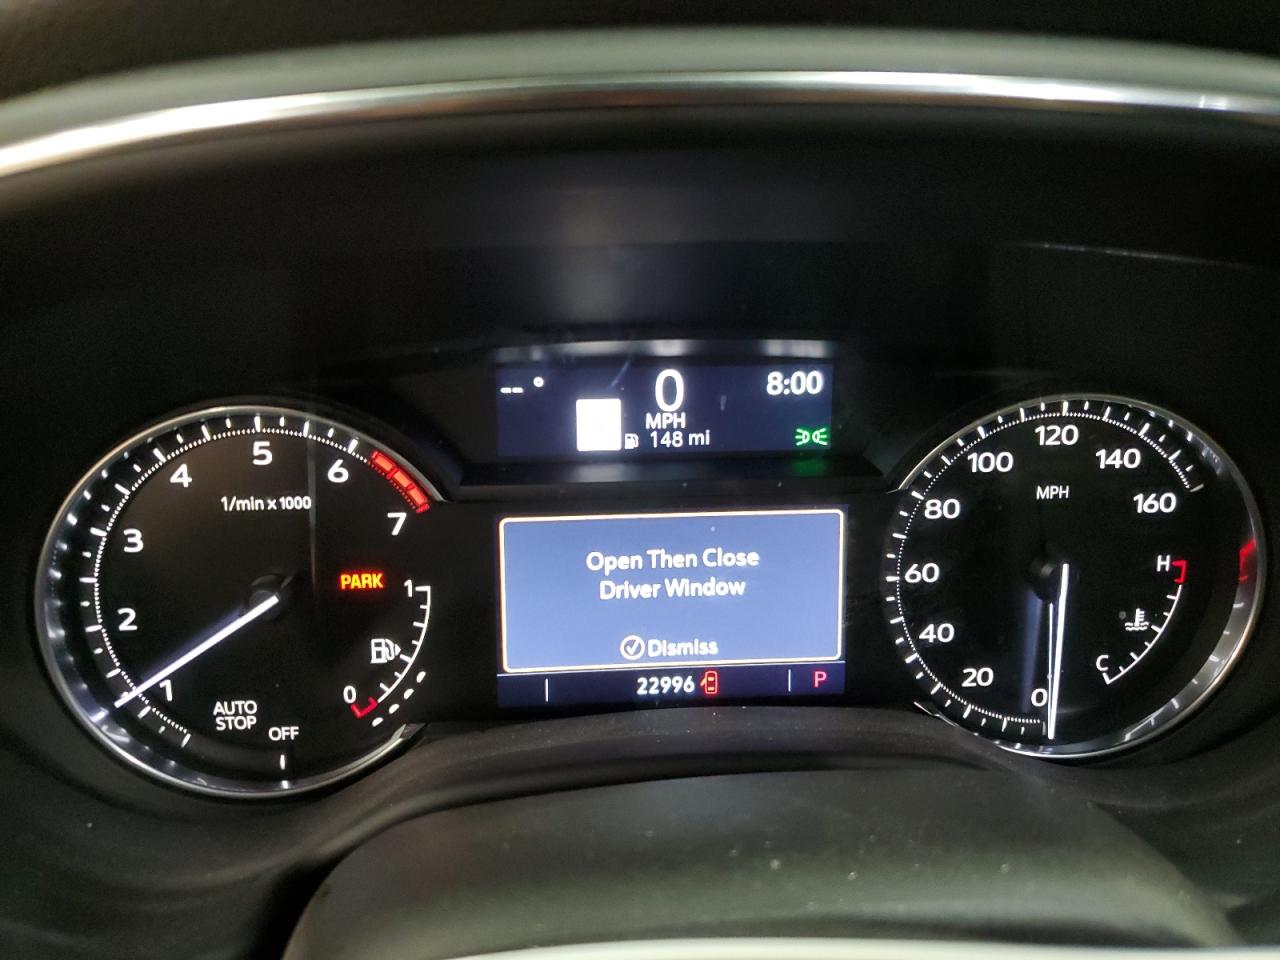 -- °
0
MPH
148 mi
8:00
1
2
3
4
5
6
7
1/min x 1000
PARK
1
0
AUTO
STOP
OFF
Open Then Close
Driver Window
Dismiss
22996
P
0
20
40
60
80
100
120
140
160
MPH
H
C